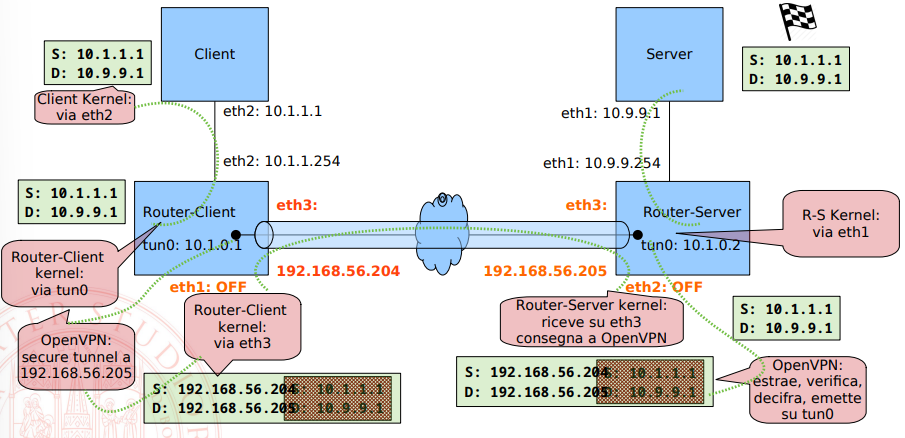 Client
Server
S: 10.1.1.1
D: 10.9.9.1
S: 10.1.1.1
D: 10.9.9.1
Client Kernel:
via eth2
eth2: 10.1.1.1
eth1: 10.9.9.1
eth2: 10.1.1.254
eth1: 10.9.9.254
S: 10.1.1.1
D: 10.9.9.1
Router-Client
eth3:
eth3:
Router-Server
R-S Kernel:
via eth1
tun0: 10.1.0.1
tun0: 10.1.0.2
Router-Client
kernel:
via tun0
192.168.56.204
192.168.56.205
eth1: OFF
eth2: OFF
Router-Client
kernel:
via eth3
Router-Server kernel:
riceve su eth3
consegna a OpenVPN
S: 10.1.1.1
D: 10.9.9.1
OpenVPN:
secure tunnel a
192.168.56.205
S: 192.168.56.204
D: 192.168.56.205
S: 10.1.1.1
D: 10.9.9.1
S: 192.168.56.204
D: 192.168.56.205
S: 10.1.1.1
D: 10.9.9.1
OpenVPN:
estrae, verifica,
decifra, emette
su tun0